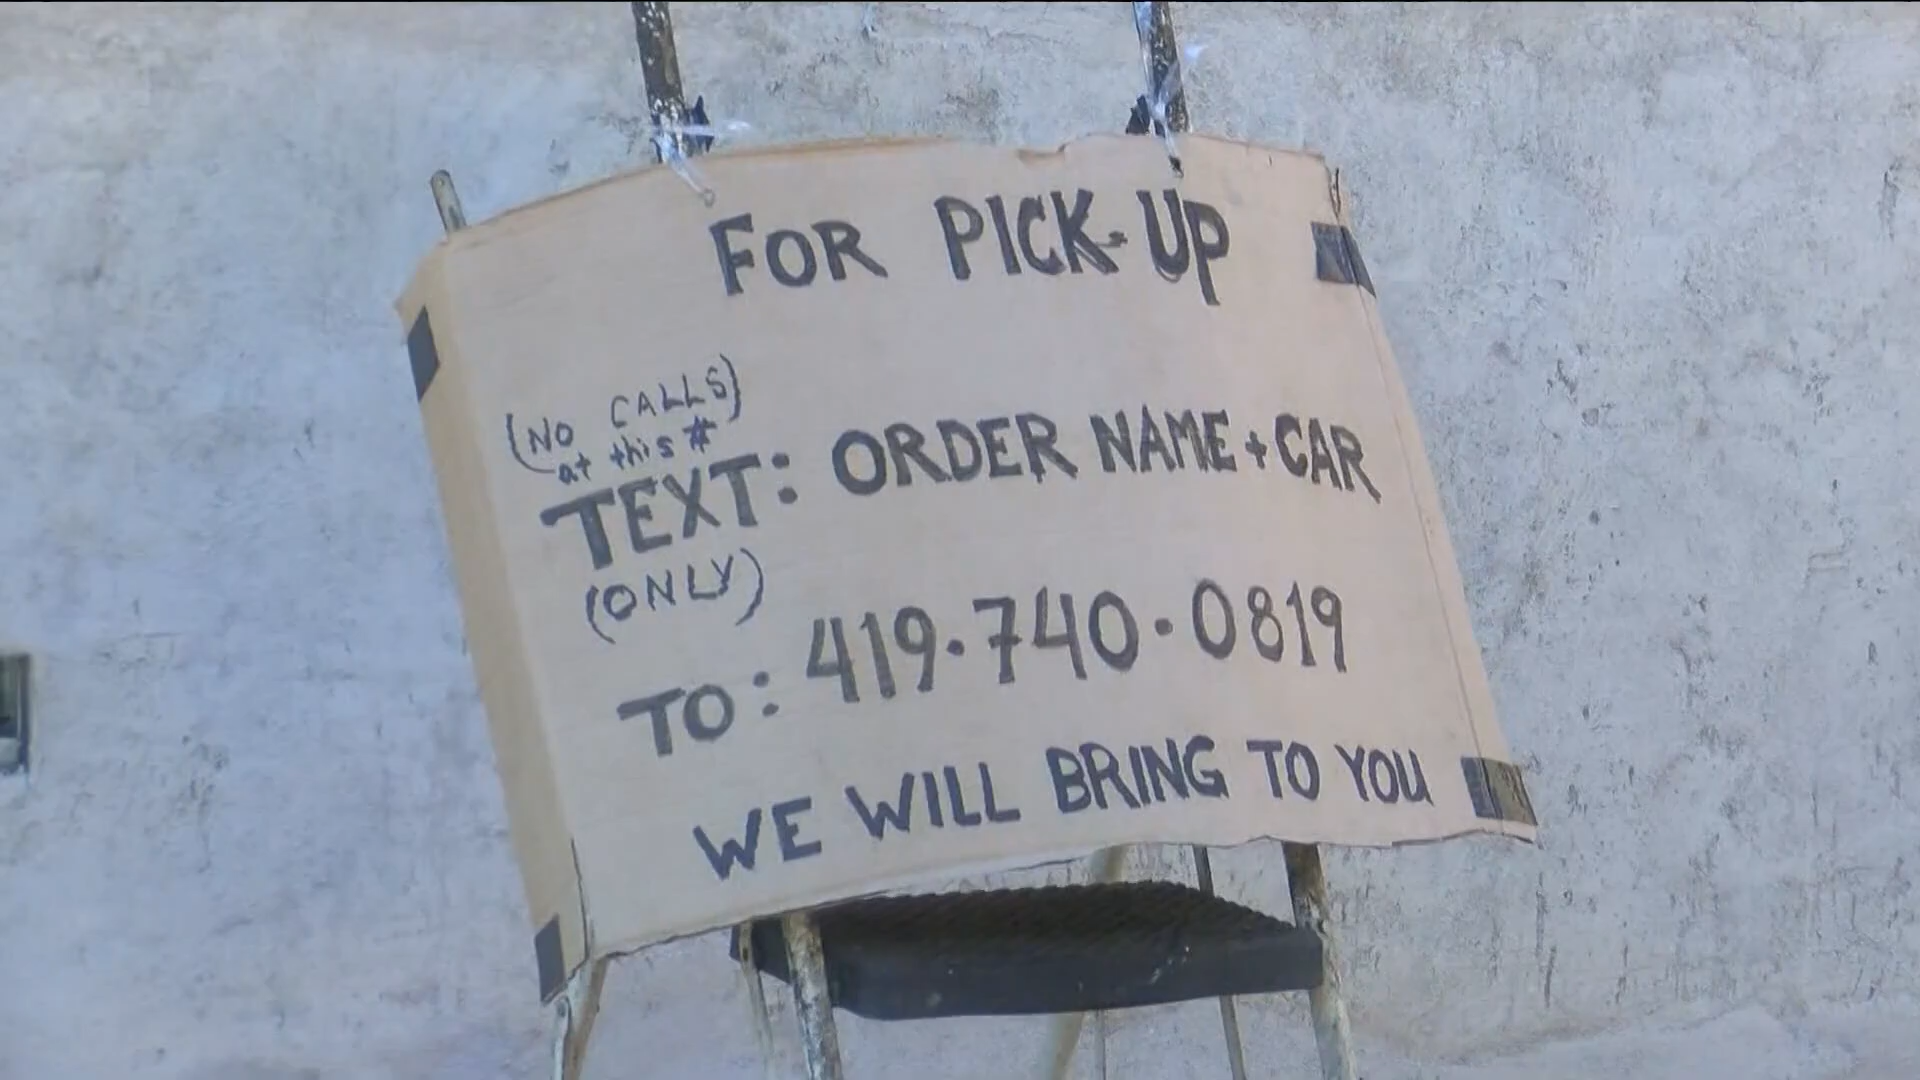 FOR PICK-UP
(NO CALLS)
at this #
TEXT: ORDER NAME + CAR
(ONLY)
TO: 419·740·0819
WE WILL BRING TO YOU